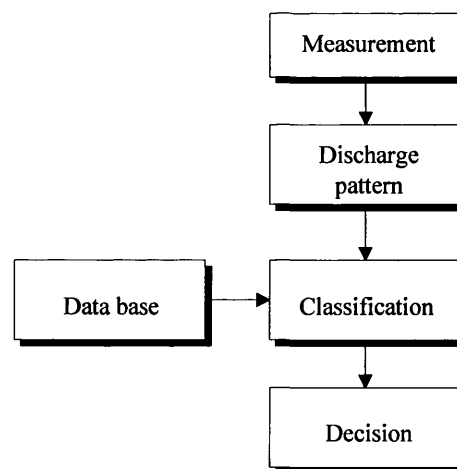 Measurement
Discharge
pattern
Data base
Classification
Decision